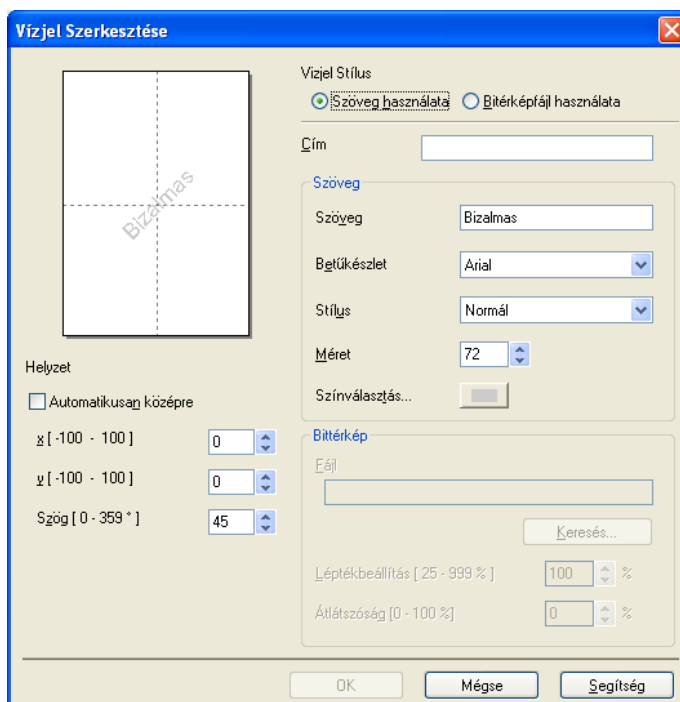 Vízjel Szerkesztése
Bizalmas
Helyzet
Automatikusan középre
x [ -100 - 100 ] 0
y [ -100 - 100 ] 0
Szög [ 0 - 359 ° ] 45
Vizjel Stílus
Szöveg használata Bitérképfájl használata
Cím
Szöveg
Szöveg Bizalmas
Betűkészlet Arial
Stílus Normál
Méret 72
Színválasztás...
Bittérkép
Fájl
Keresés...
Léptékbeállítás [ 25 - 999 % ] 100 %
Átlátszóság [0 - 100 %] 0 %
OK Mégse Segítség